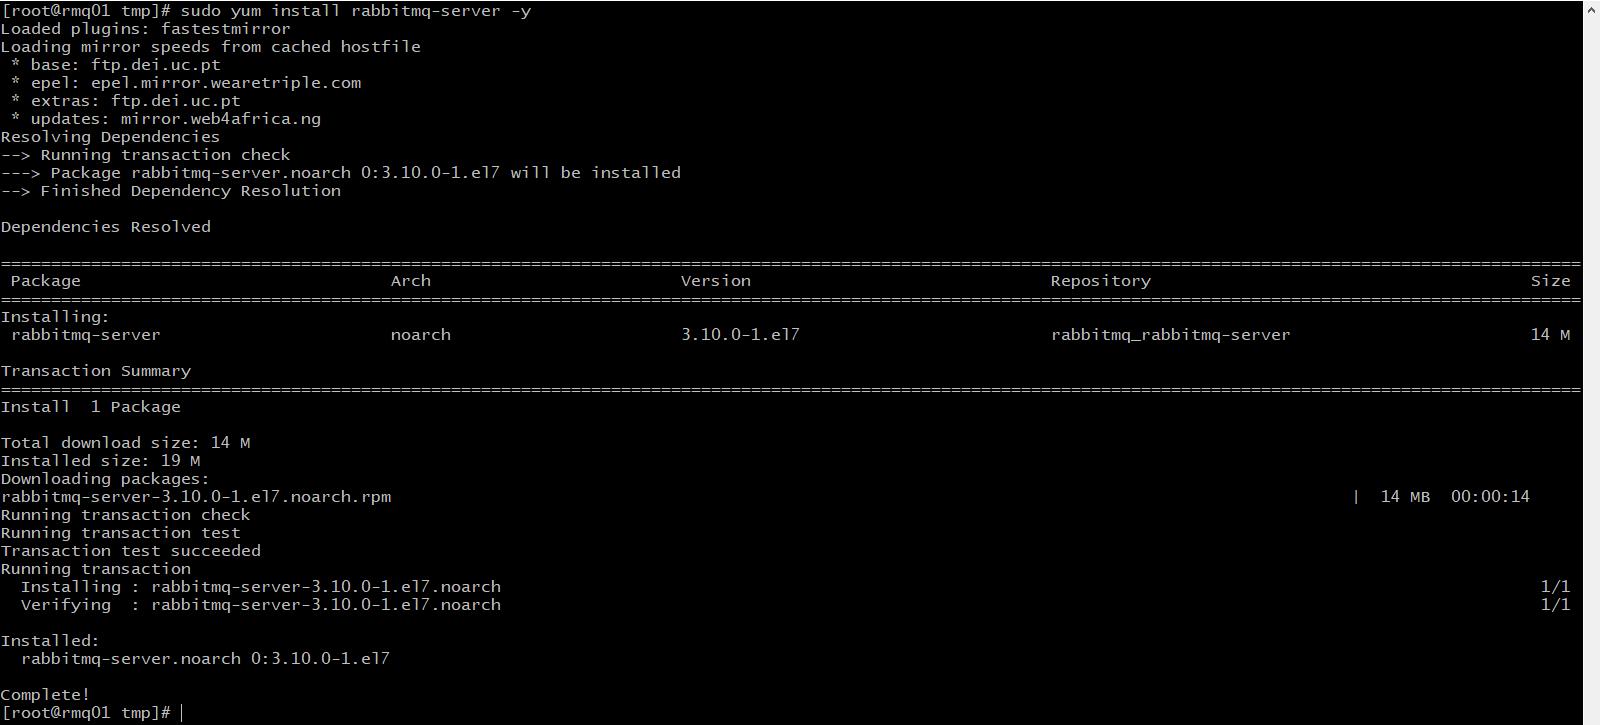 [root@rmq01 tmp]# sudo yum install rabbitmq-server -y
Loaded plugins: fastestmirror
Loading mirror speeds from cached hostfile
 * base: ftp.dei.uc.pt
 * epel: epel.mirror.wearetriple.com
 * extras: ftp.dei.uc.pt
 * updates: mirror.web4africa.ng
Resolving Dependencies
--> Running transaction check
---> Package rabbitmq-server.noarch 0:3.10.0-1.el7 will be installed
--> Finished Dependency Resolution

Dependencies Resolved

================================================================================
 Package Arch Version Repository Size
================================================================================
Installing:
 rabbitmq-server noarch 3.10.0-1.el7 rabbitmq_rabbitmq-server 14 M

Transaction Summary
================================================================================
Install  1 Package

Total download size: 14 M
Installed size: 19 M
Downloading packages:
rabbitmq-server-3.10.0-1.el7.noarch.rpm | 14 MB 00:00:14
Running transaction check
Running transaction test
Transaction test succeeded
Running transaction
  Installing : rabbitmq-server-3.10.0-1.el7.noarch 1/1
  Verifying  : rabbitmq-server-3.10.0-1.el7.noarch 1/1

Installed:
  rabbitmq-server.noarch 0:3.10.0-1.el7

Complete!
[root@rmq01 tmp]#